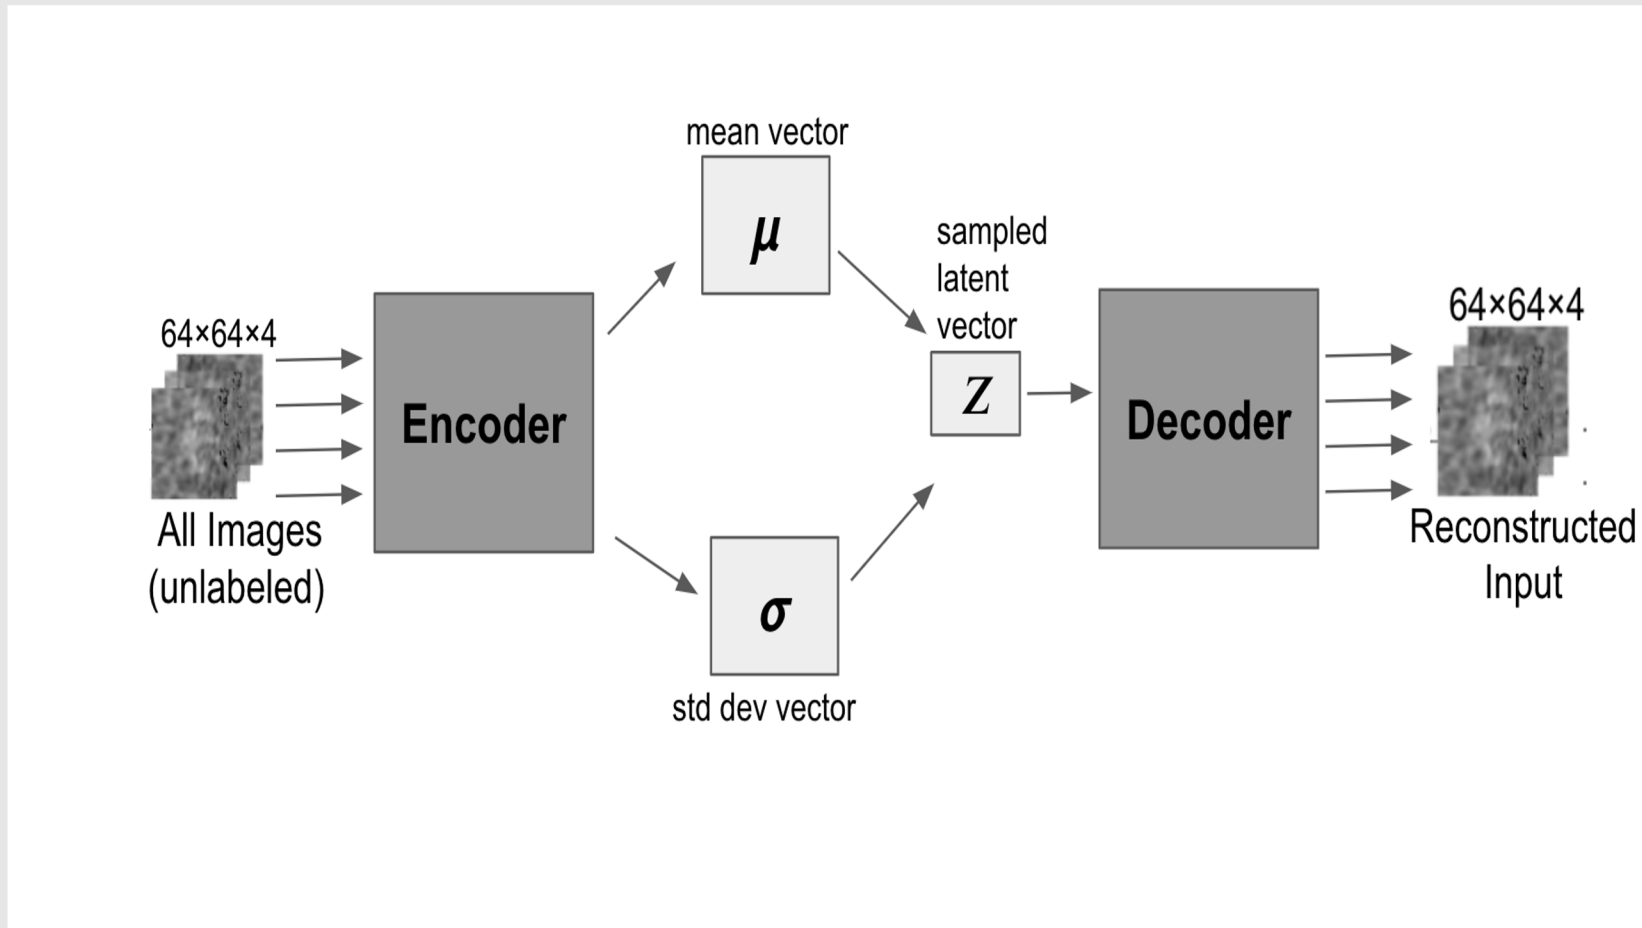 64×64×4
All Images
(unlabeled)
Encoder
mean vector
μ
σ
std dev vector
sampled
latent
vector
Z
Decoder
64×64×4
Reconstructed
Input